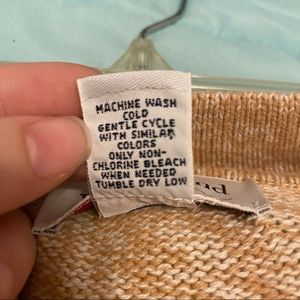 MACHINE WASH
COLD
GENTLE CYCLE
WITH SIMILAR
COLORS
ONLY NON-
CHLORINE BLEACH
WHEN NEEDED
TUMBLE DRY LOW